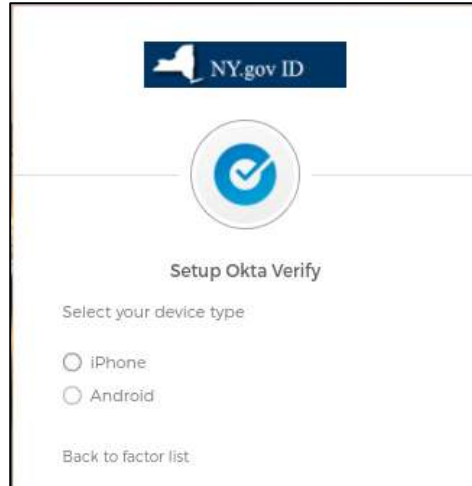 NY.gov ID
Setup Okta Verify
Select your device type
iPhone
Android
Back to factor list